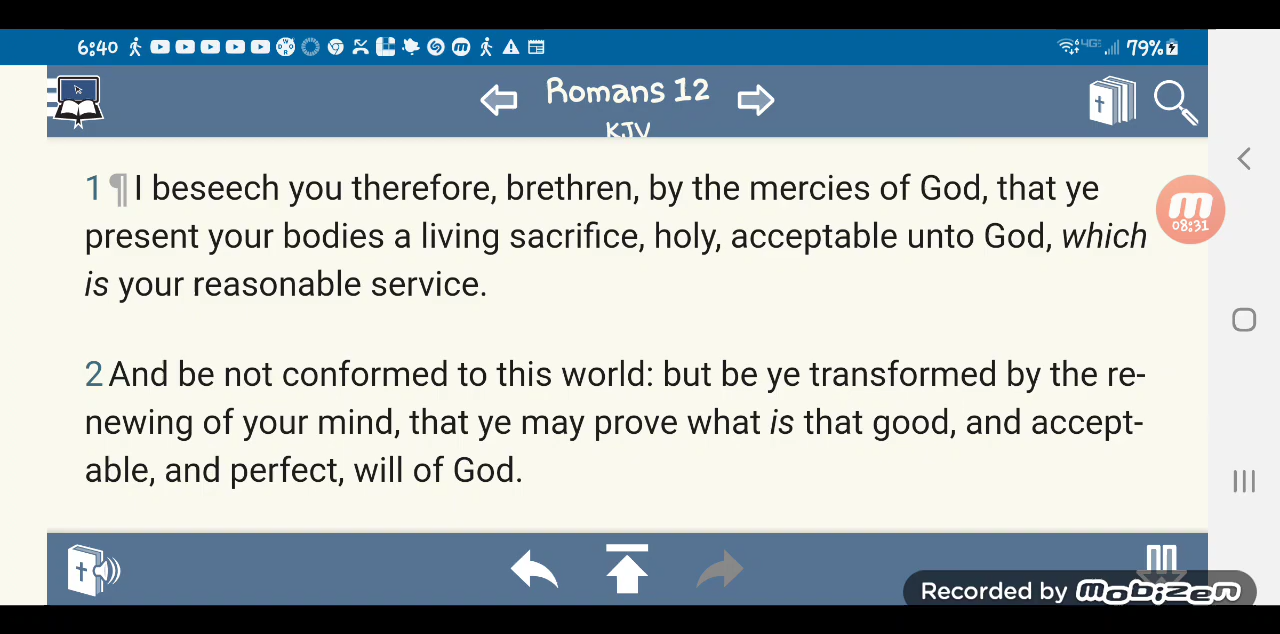 6:40
4G 79%
Romans 12
KJV
1 ¶ I beseech you therefore, brethren, by the mercies of God, that ye
present your bodies a living sacrifice, holy, acceptable unto God, which
is your reasonable service.
08:31
2 And be not conformed to this world: but be ye transformed by the re-
newing of your mind, that ye may prove what is that good, and accept-
able, and perfect, will of God.
Recorded by mobizen